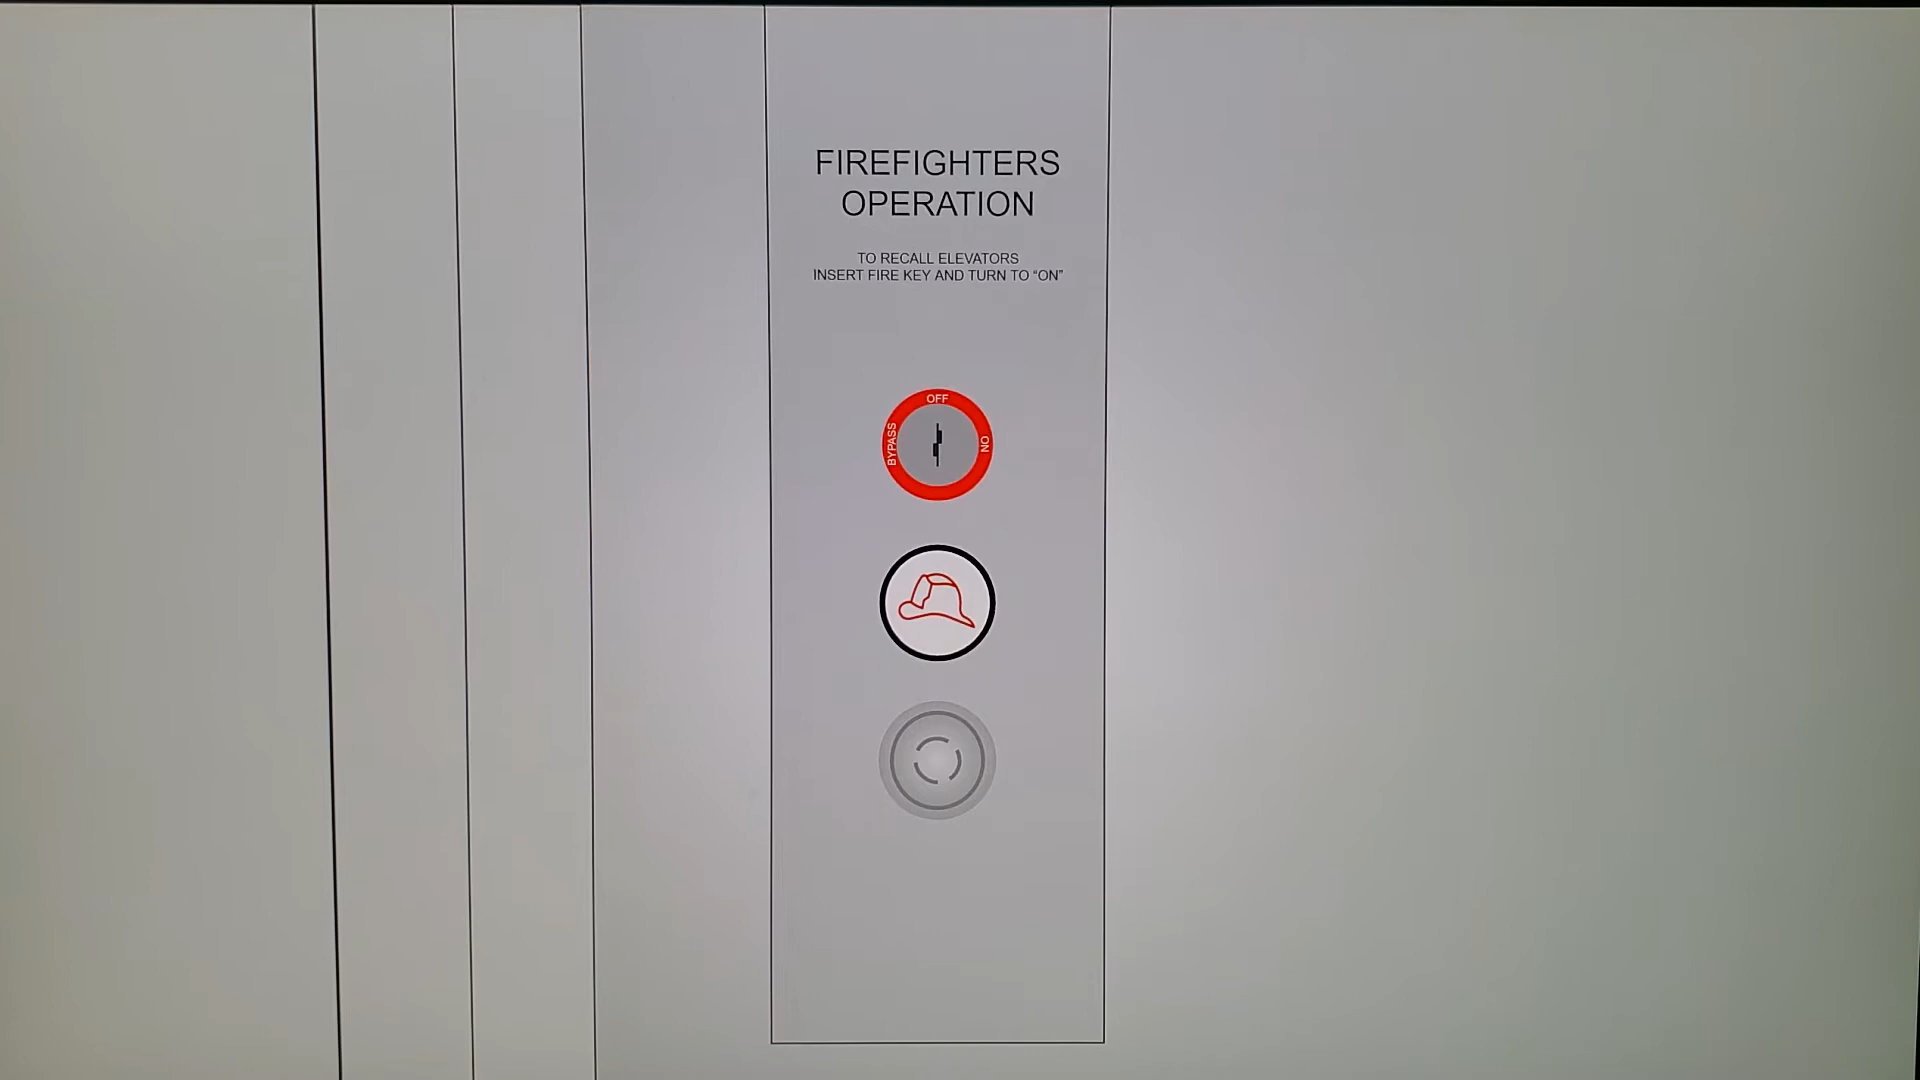 FIREFIGHTERS
OPERATION
TO RECALL ELEVATORS
INSERT FIRE KEY AND TURN TO “ON”
OFF
BYPASS
ON